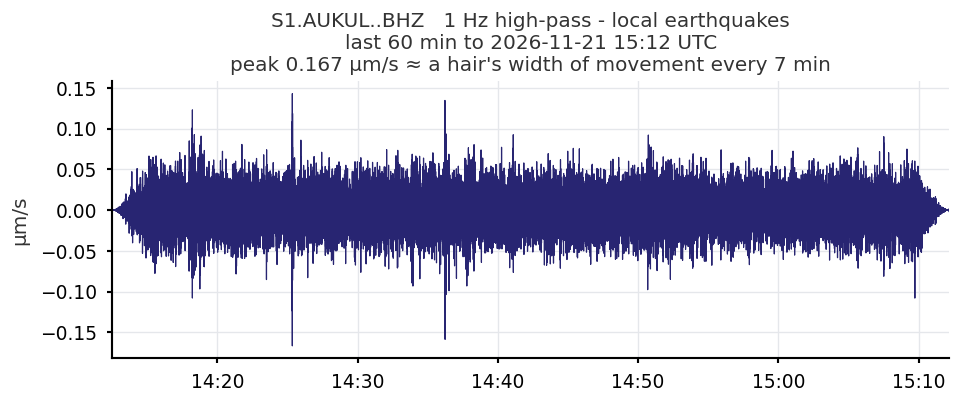 S1.AUKUL..BHZ   1 Hz high-pass - local earthquakes
last 60 min to 2026-11-21 15:12 UTC
peak 0.167 µm/s ≈ a hair's width of movement every 7 min
µm/s
0.15
0.10
0.05
0.00
−0.05
−0.10
−0.15
14:20 14:30 14:40 14:50 15:00 15:10